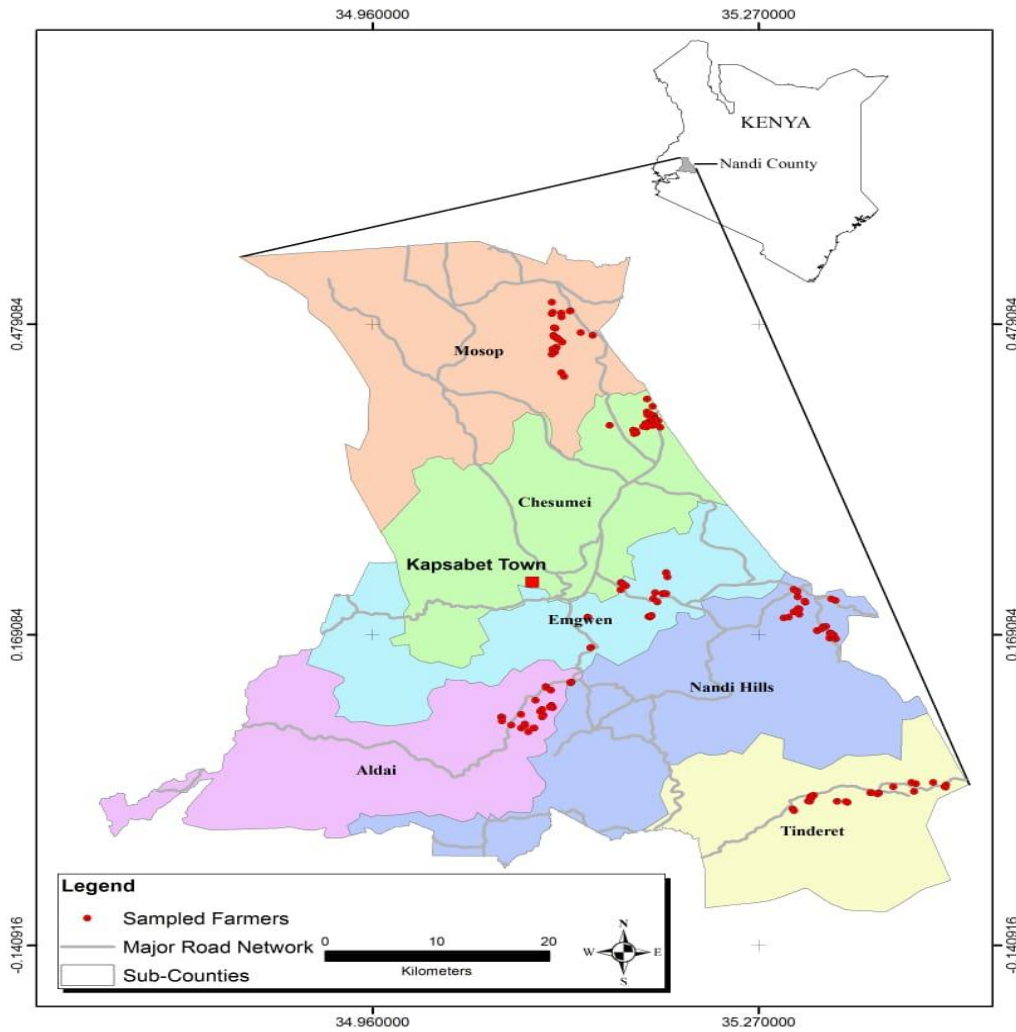 34.960000 35.270000
KENYA
Nandi County
0.479084 0.479084
Mosop
Chesumei
Kapsabet Town
Emgwen
0.169084 0.169084
Nandi Hills
Aldai
Tinderet
Legend
Sampled Farmers
Major Road Network
Sub-Counties
0 10 20
Kilometers
N
W E
S
-0.140916 -0.140916
34.960000 35.270000